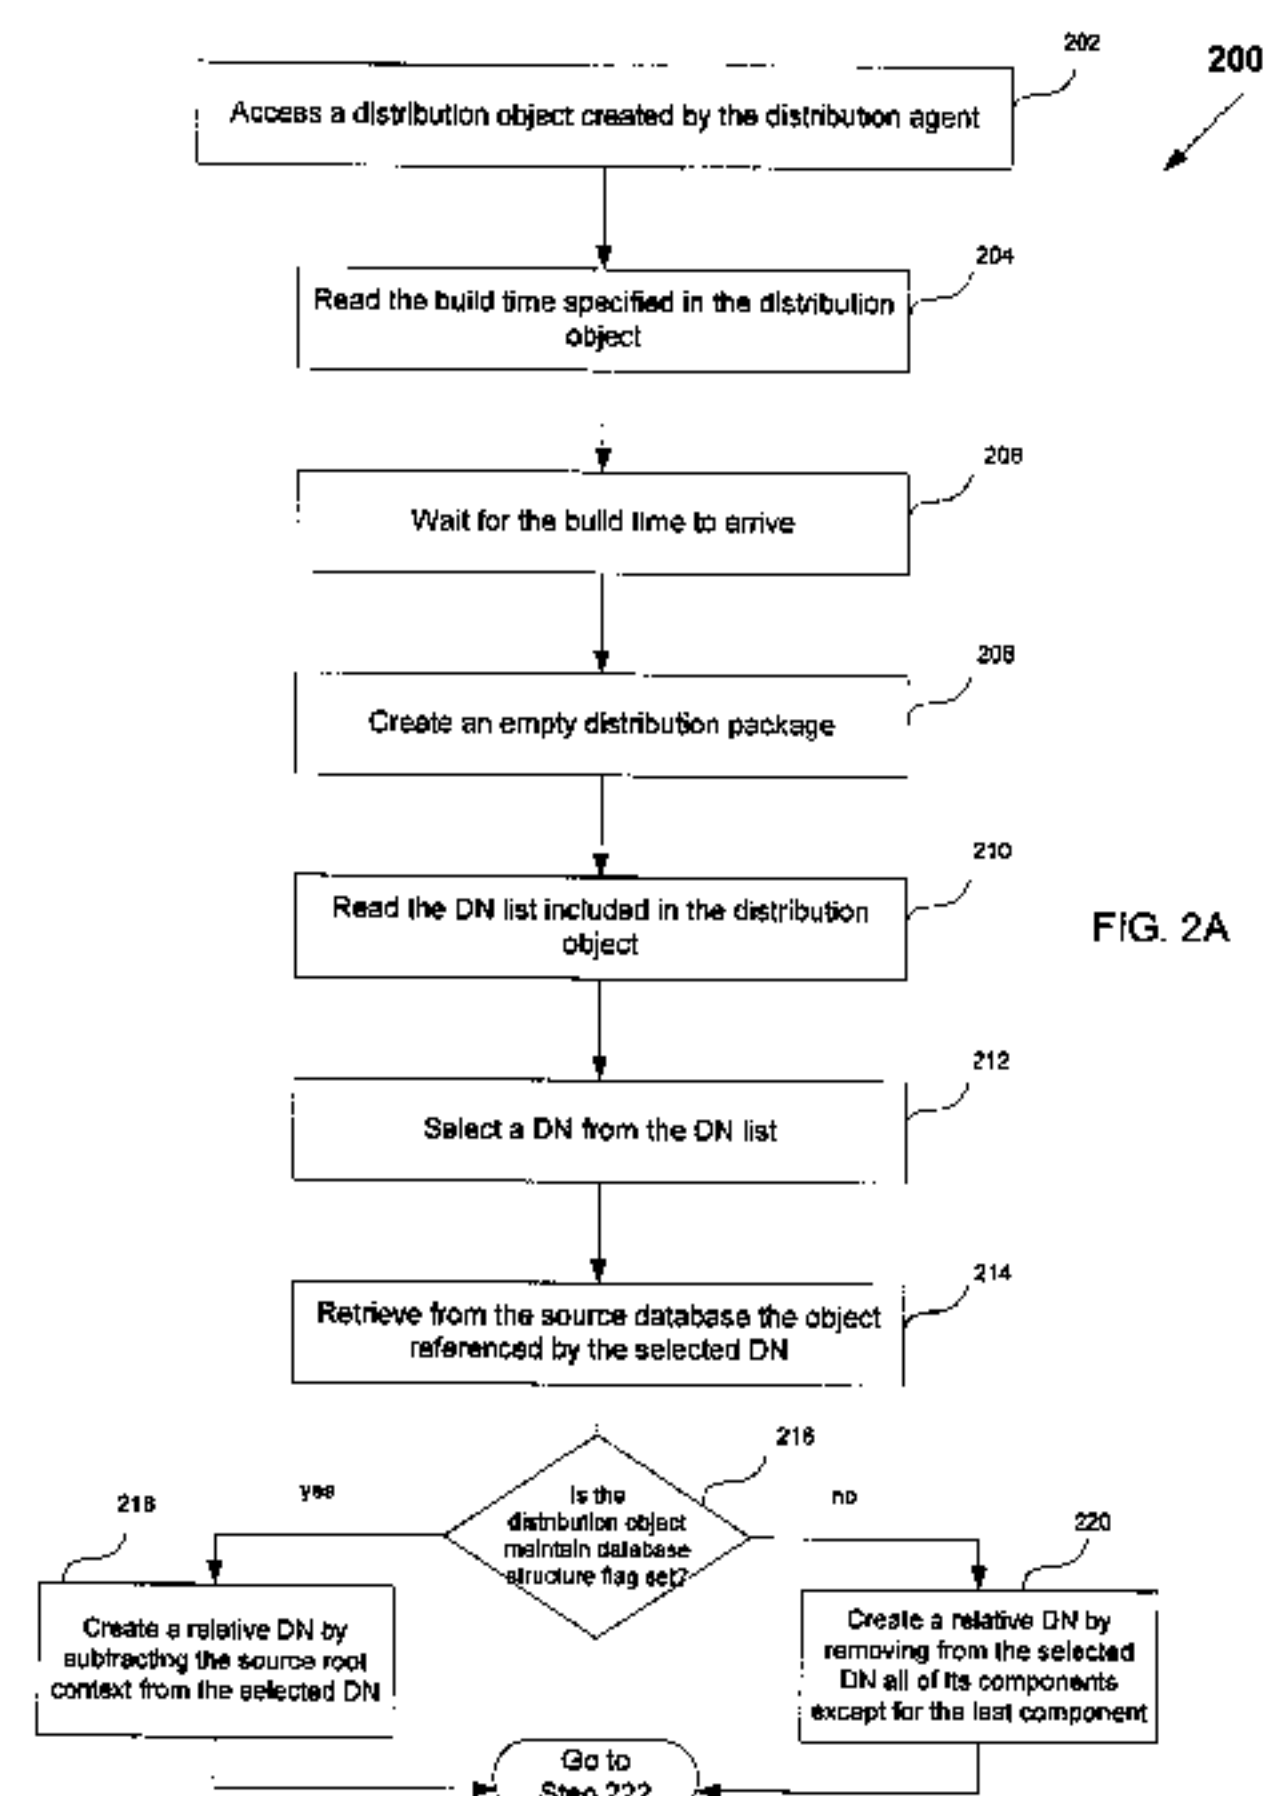 202
200
Access a distribution object created by the distribution agent
204
Read the build time specified in the distribution
object
206
Wait for the build time to arrive
208
Create an empty distribution package
210
Read the DN list included in the distribution
object
FIG. 2A
212
Select a DN from the DN list
214
Retrieve from the source database the object
referenced by the selected DN
216
Is the
distribution object
maintain database
structure flag set?
yes
no
218
220
Create a relative DN by
subtracting the source root
context from the selected DN
Create a relative DN by
removing from the selected
DN all of its components
except for the last component
Go to
Step 222